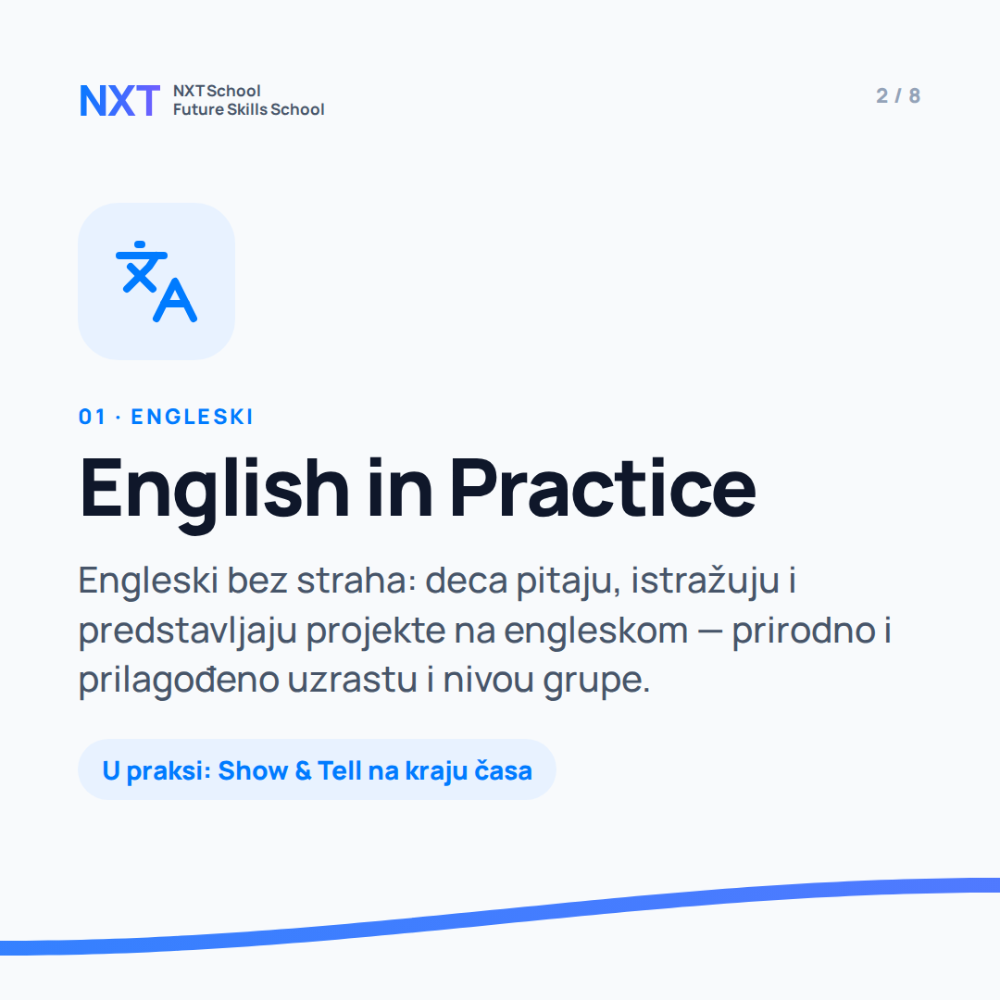 NXT
NXT School
Future Skills School
2 / 8
01 · ENGLESKI
English in Practice
Engleski bez straha: deca pitaju, istražuju i
predstavljaju projekte na engleskom — prirodno i
prilagođeno uzrastu i nivou grupe.
U praksi: Show & Tell na kraju časa